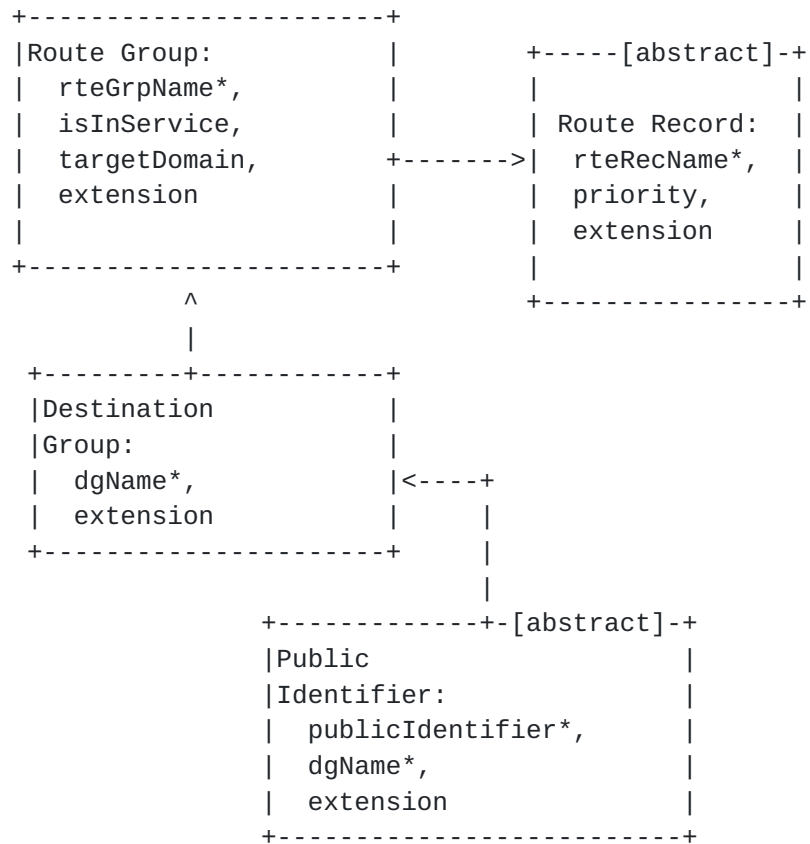 +-----------------------+
|Route Group:           |        +-----[abstract]-+
|  rteGrpName*,         |        |                |
|  isInService,         |        | Route Record:  |
|  targetDomain,        +------->|  rteRecName*,  |
|  extension            |        |  priority,     |
|                       |        |  extension     |
+-----------------------+        |                |
           ^                     +----------------+
           |
 +---------+------------+
 |Destination           |
 |Group:                |
 |  dgName*,            |<----+
 |  extension           |     |
 +----------------------+     |
                              |
                +-------------+-[abstract]-+
                |Public                    |
                |Identifier:               |
                |  publicIdentifier*,      |
                |  dgName*,                |
                |  extension               |
                +--------------------------+